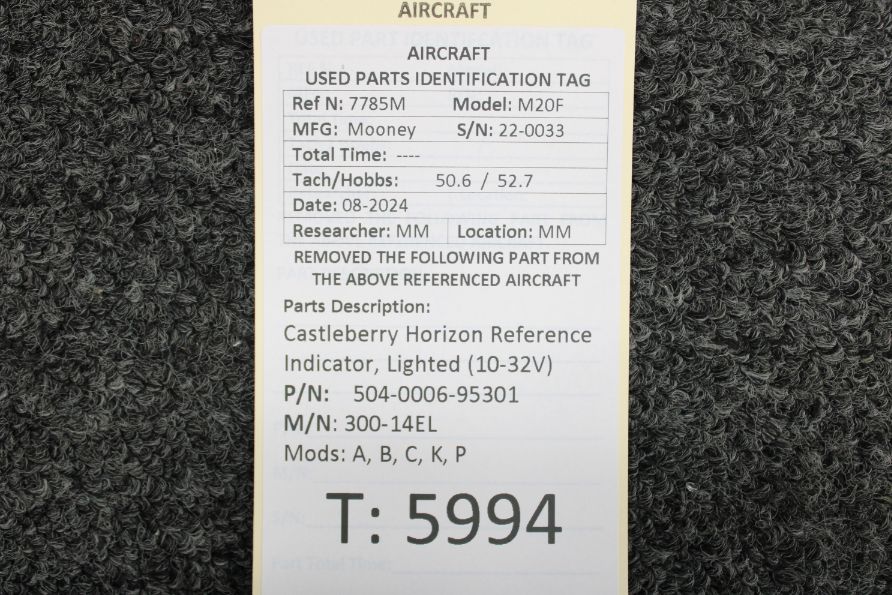 AIRCRAFT
AIRCRAFT
USED PARTS IDENTIFICATION TAG
Ref N: 7785M Model: M20F
MFG: Mooney S/N: 22-0033
Total Time: ----
Tach/Hobbs: 50.6 / 52.7
Date: 08-2024
Researcher: MM Location: MM
REMOVED THE FOLLOWING PART FROM
THE ABOVE REFERENCED AIRCRAFT
Parts Description:
Castleberry Horizon Reference
Indicator, Lighted (10-32V)
P/N: 504-0006-95301
M/N: 300-14EL
Mods: A, B, C, K, P
T: 5994